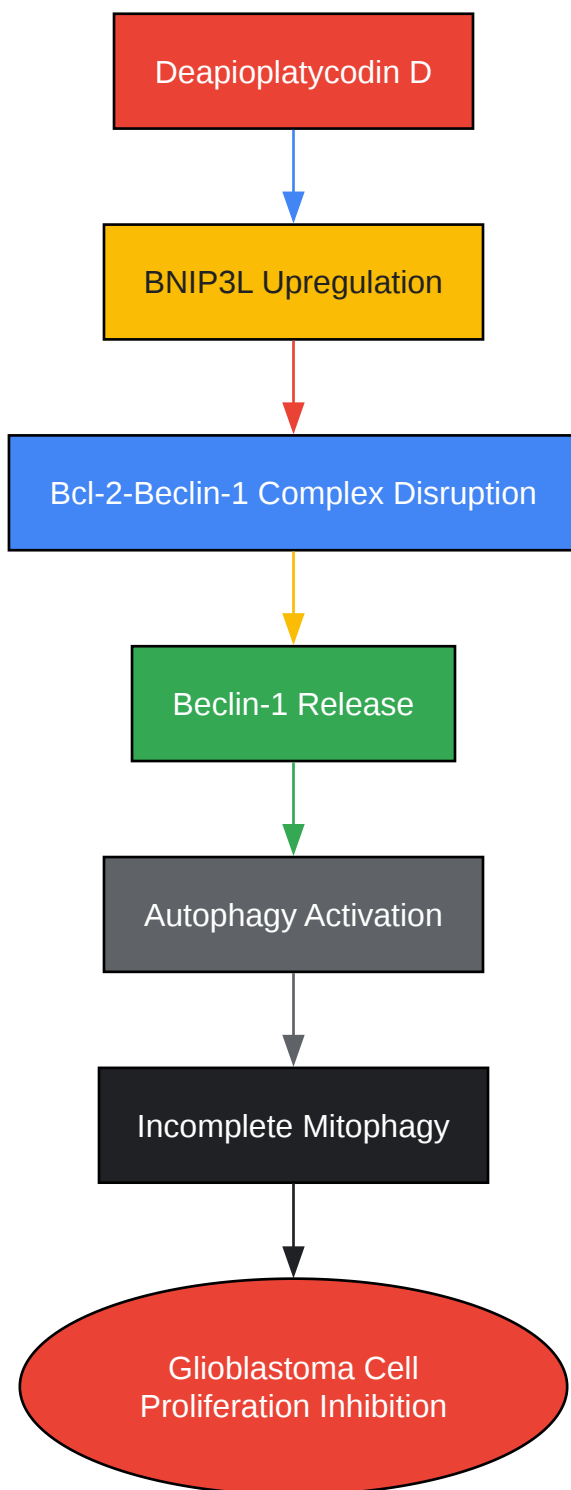 Deapioplatycodin D
BNIP3L Upregulation
Bcl-2-Beclin-1 Complex Disruption
Beclin-1 Release
Autophagy Activation
Incomplete Mitophagy
Glioblastoma Cell
Proliferation Inhibition